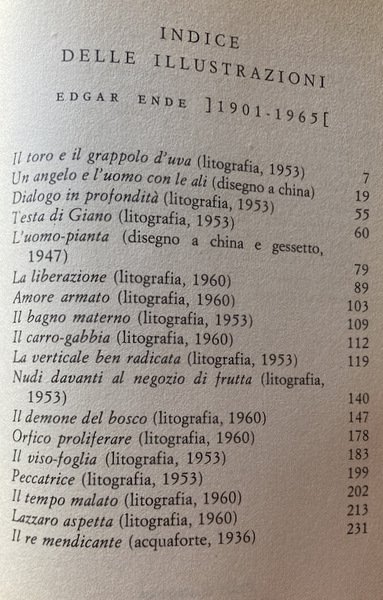 INDICE
DELLE ILLUSTRAZIONI
EDGAR ENDE ]1901-1965[
Il toro e il grappolo d'uva (litografia, 1953) 7
Un angelo e l'uomo con le ali (disegno a china) 19
Dialogo in profondità (litografia, 1953) 55
Testa di Giano (litografia, 1953) 60
L'uomo-pianta (disegno a china e gessetto,
1947) 79
La liberazione (litografia, 1960) 89
Amore armato (litografia, 1960) 103
Il bagno materno (litografia, 1953) 109
Il carro-gabbia (litografia, 1960) 112
La verticale ben radicata (litografia, 1953) 119
Nudi davanti al negozio di frutta (litografia,
1953) 140
Il demone del bosco (litografia, 1960) 147
Orfico proliferare (litografia, 1960) 178
Il viso-foglia (litografia, 1953) 183
Peccatrice (litografia, 1953) 199
Il tempo malato (litografia, 1960) 202
Lazzaro aspetta (litografia, 1960) 213
Il re mendicante (acquaforte, 1936) 231